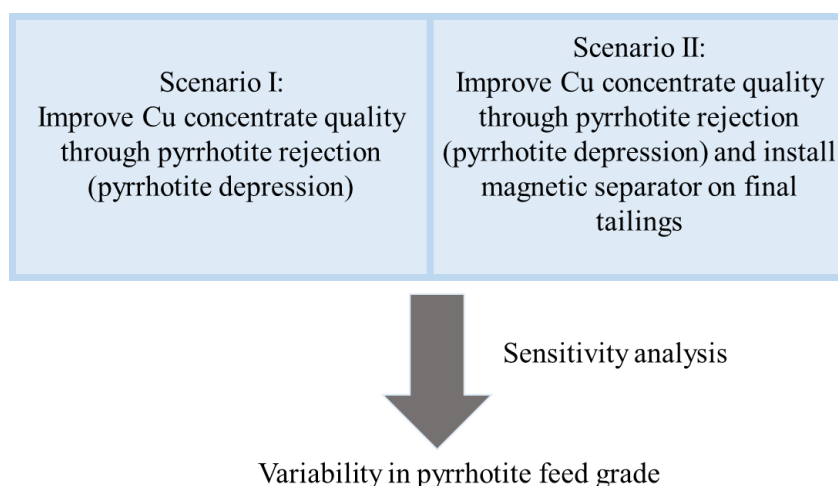 Scenario I:
Improve Cu concentrate quality
through pyrrhotite rejection
(pyrrhotite depression)
Scenario II:
Improve Cu concentrate quality
through pyrrhotite rejection
(pyrrhotite depression) and install
magnetic separator on final
tailings
Sensitivity analysis
Variability in pyrrhotite feed grade